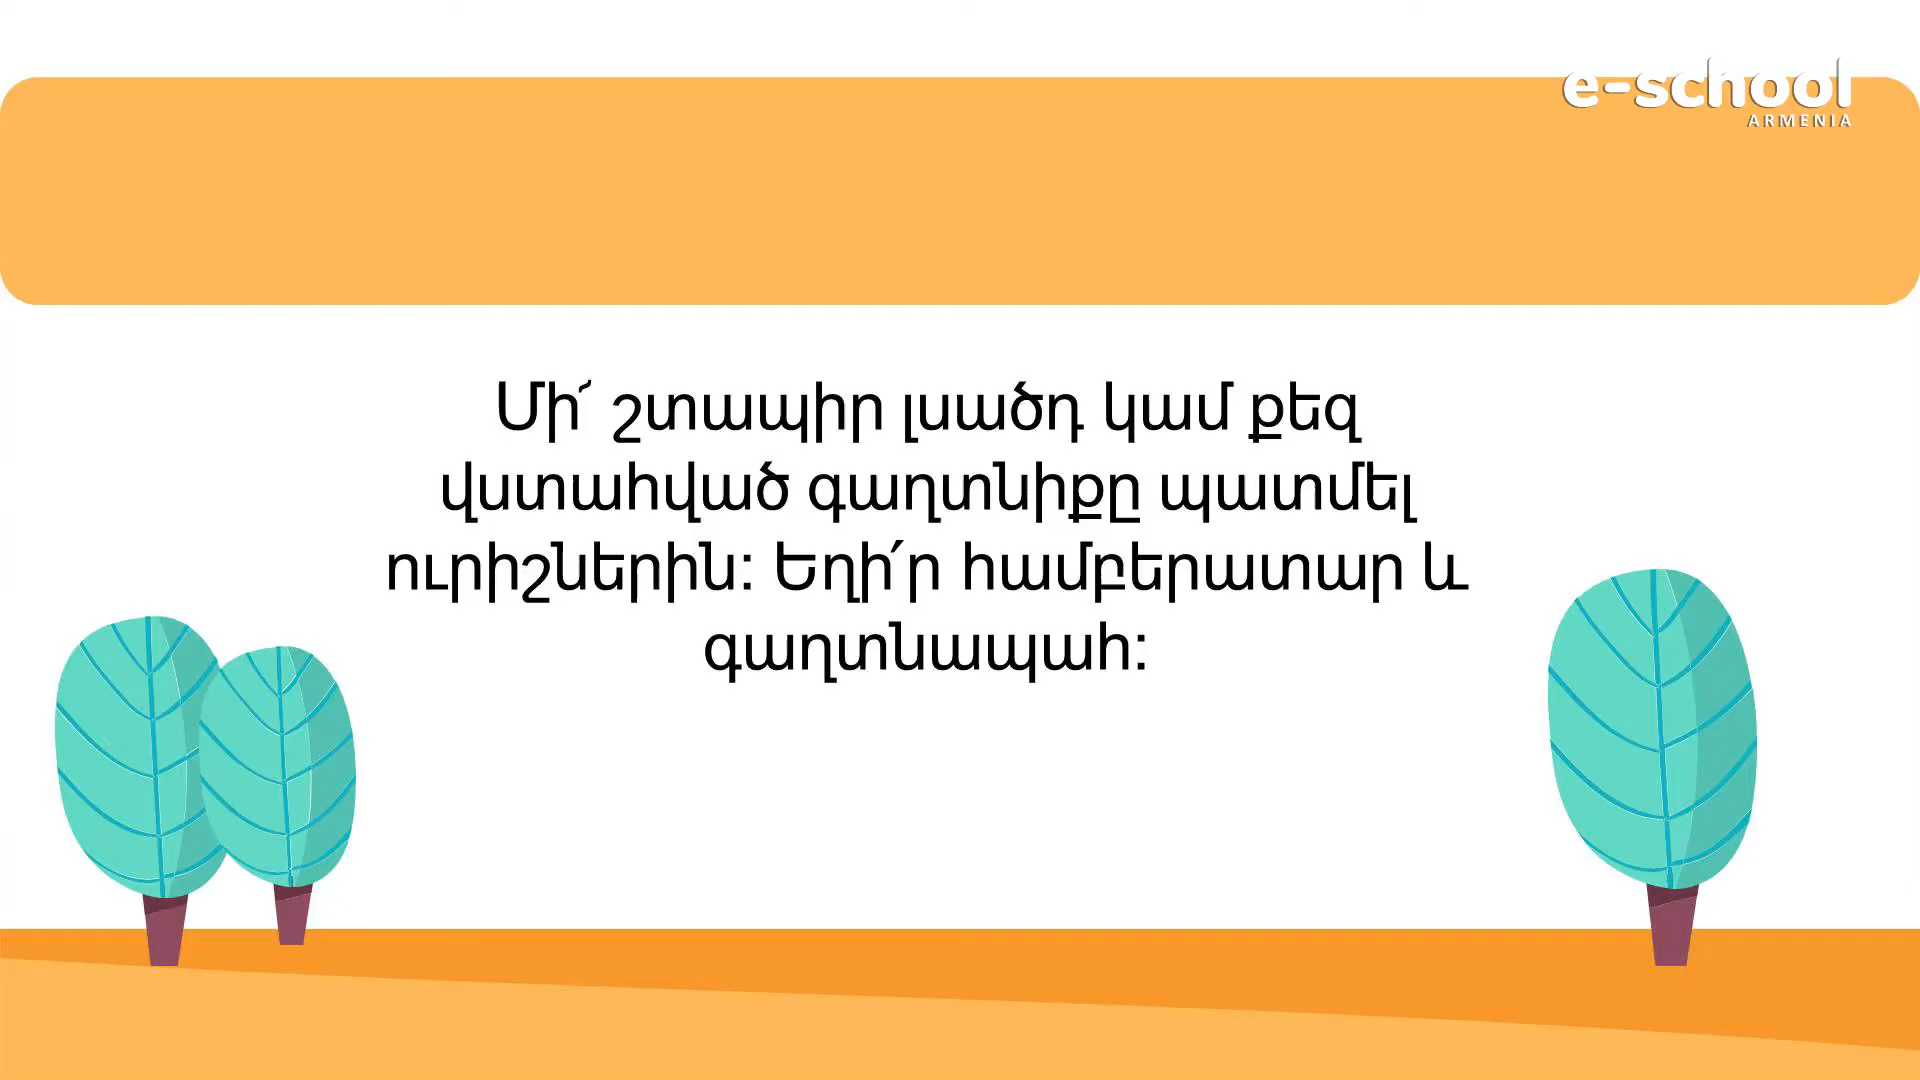 e-school
ARMENIA
Մի՜ շտապիր լսածդ կամ քեզ
վստահված գաղտնիքը պատմել
ուրիշներին: Եղի՛ր համբերատար և
գաղտնապահ: